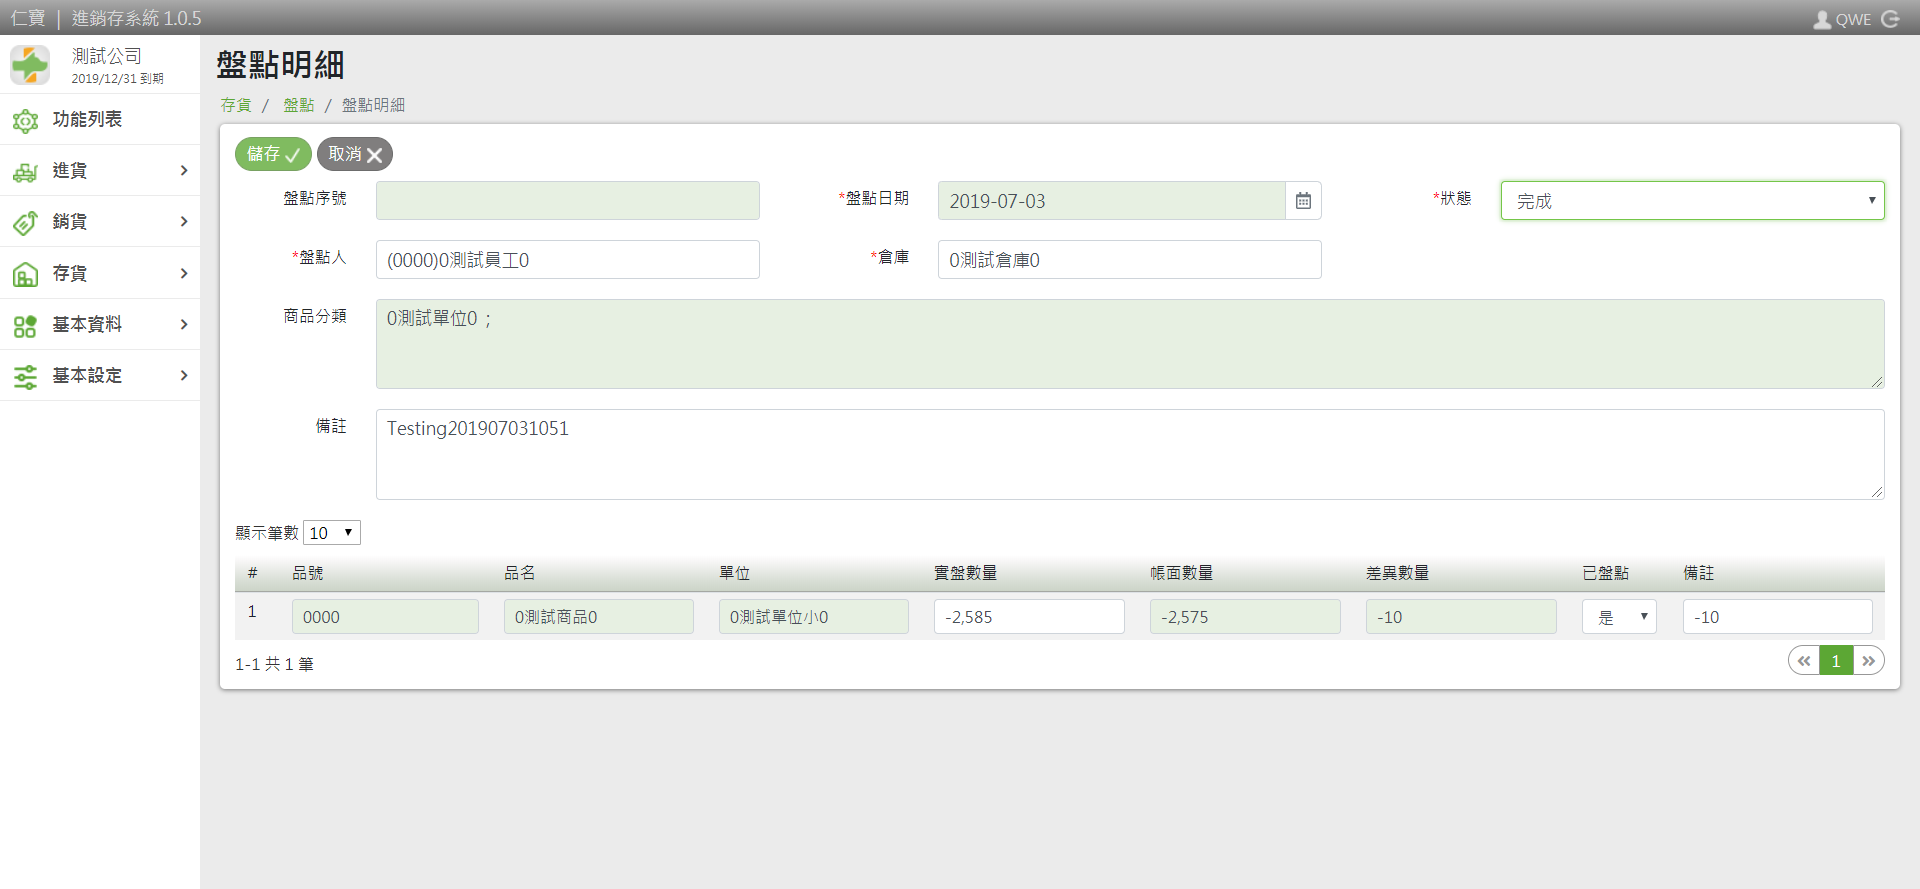 仁寶 | 進銷存系統 1.0.5
QWE
測試公司
2019/12/31 到期
功能列表
進貨
銷貨
存貨
基本資料
基本設定
盤點明細
存貨 / 盤點 / 盤點明細
儲存 取消
盤點序號
*盤點日期 2019-07-03
*狀態 完成
*盤點人 (0000)0測試員工0
*倉庫 0測試倉庫0
商品分類 0測試單位0 ;
備註 Testing201907031051
顯示筆數 10
# 品號 品名 單位 實盤數量 帳面數量 差異數量 已盤點 備註
1 0000 0測試商品0 0測試單位小0 -2,585 -2,575 -10 是 -10
1-1 共 1 筆
« 1 »